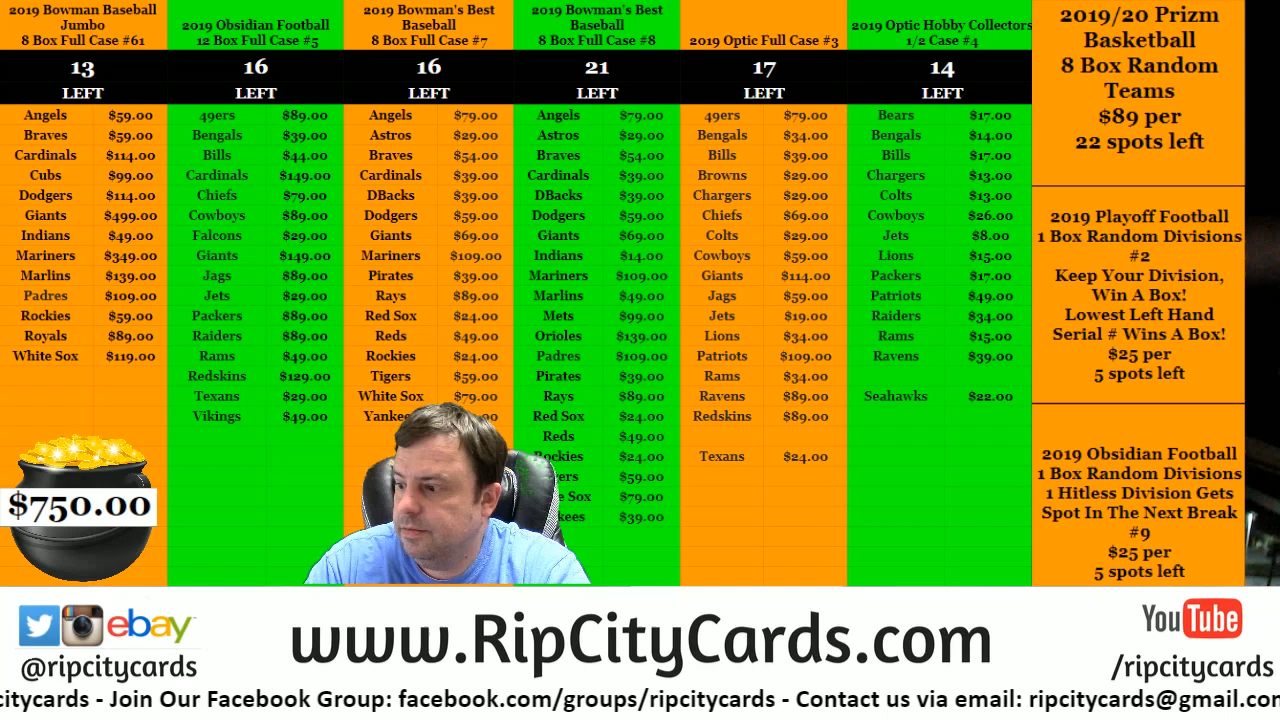 2019 Bowman Baseball
Jumbo
8 Box Full Case #61
13
LEFT
Angels $59.00
Braves $59.00
Cardinals $114.00
Cubs $99.00
Dodgers $114.00
Giants $499.00
Indians $49.00
Mariners $349.00
Marlins $139.00
Padres $109.00
Rockies $59.00
Royals $89.00
White Sox $119.00
$750.00
2019 Obsidian Football
12 Box Full Case #5
16
LEFT
49ers $89.00
Bengals $39.00
Bills $44.00
Cardinals $149.00
Chiefs $79.00
Cowboys $89.00
Falcons $29.00
Giants $149.00
Jags $89.00
Jets $29.00
Packers $89.00
Raiders $89.00
Rams $49.00
Redskins $129.00
Texans $29.00
Vikings $49.00
2019 Bowman's Best
Baseball
8 Box Full Case #7
16
LEFT
Angels $79.00
Astros $29.00
Braves $54.00
Cardinals $39.00
DBacks $39.00
Dodgers $59.00
Giants $69.00
Mariners $109.00
Pirates $39.00
Rays $89.00
Red Sox $24.00
Reds $49.00
Rockies $24.00
Tigers $59.00
White Sox $79.00
2019 Bowman's Best
Baseball
8 Box Full Case #8
21
LEFT
Angels $79.00
Astros $29.00
Braves $54.00
Cardinals $39.00
DBacks $39.00
Dodgers $59.00
Giants $69.00
Indians $14.00
Mariners $109.00
Marlins $49.00
Mets $99.00
Orioles $139.00
Padres $109.00
Pirates $39.00
Rays $89.00
Red Sox $24.00
Reds $49.00
ockies $24.00
ers $59.00
e Sox $79.00
kees $39.00
2019 Optic Full Case #3
17
LEFT
49ers $79.00
Bengals $34.00
Bills $39.00
Browns $29.00
Chargers $29.00
Chiefs $69.00
Colts $29.00
Cowboys $59.00
Giants $114.00
Jags $59.00
Jets $19.00
Lions $34.00
Patriots $109.00
Rams $34.00
Ravens $89.00
Redskins $89.00
Texans $24.00
2019 Optic Hobby Collectors
1/2 Case #4
14
LEFT
Bears $17.00
Bengals $14.00
Bills $17.00
Chargers $13.00
Colts $13.00
Cowboys $26.00
Jets $8.00
Lions $15.00
Packers $17.00
Patriots $49.00
Raiders $34.00
Rams $15.00
Ravens $39.00
Seahawks $22.00
2019/20 Prizm
Basketball
8 Box Random
Teams
$89 per
22 spots left
2019 Playoff Football
1 Box Random Divisions
#2
Keep Your Division,
Win A Box!
Lowest Left Hand
Serial # Wins A Box!
$25 per
5 spots left
2019 Obsidian Football
1 Box Random Divisions
1 Hitless Division Gets
Spot In The Next Break
#9
$25 per
5 spots left
ebay
@ripcitycards
www.RipCityCards.com
YouTube
/ripcitycards
citycards - Join Our Facebook Group: facebook.com/groups/ripcitycards - Contact us via email: ripcitycards@gmail.com